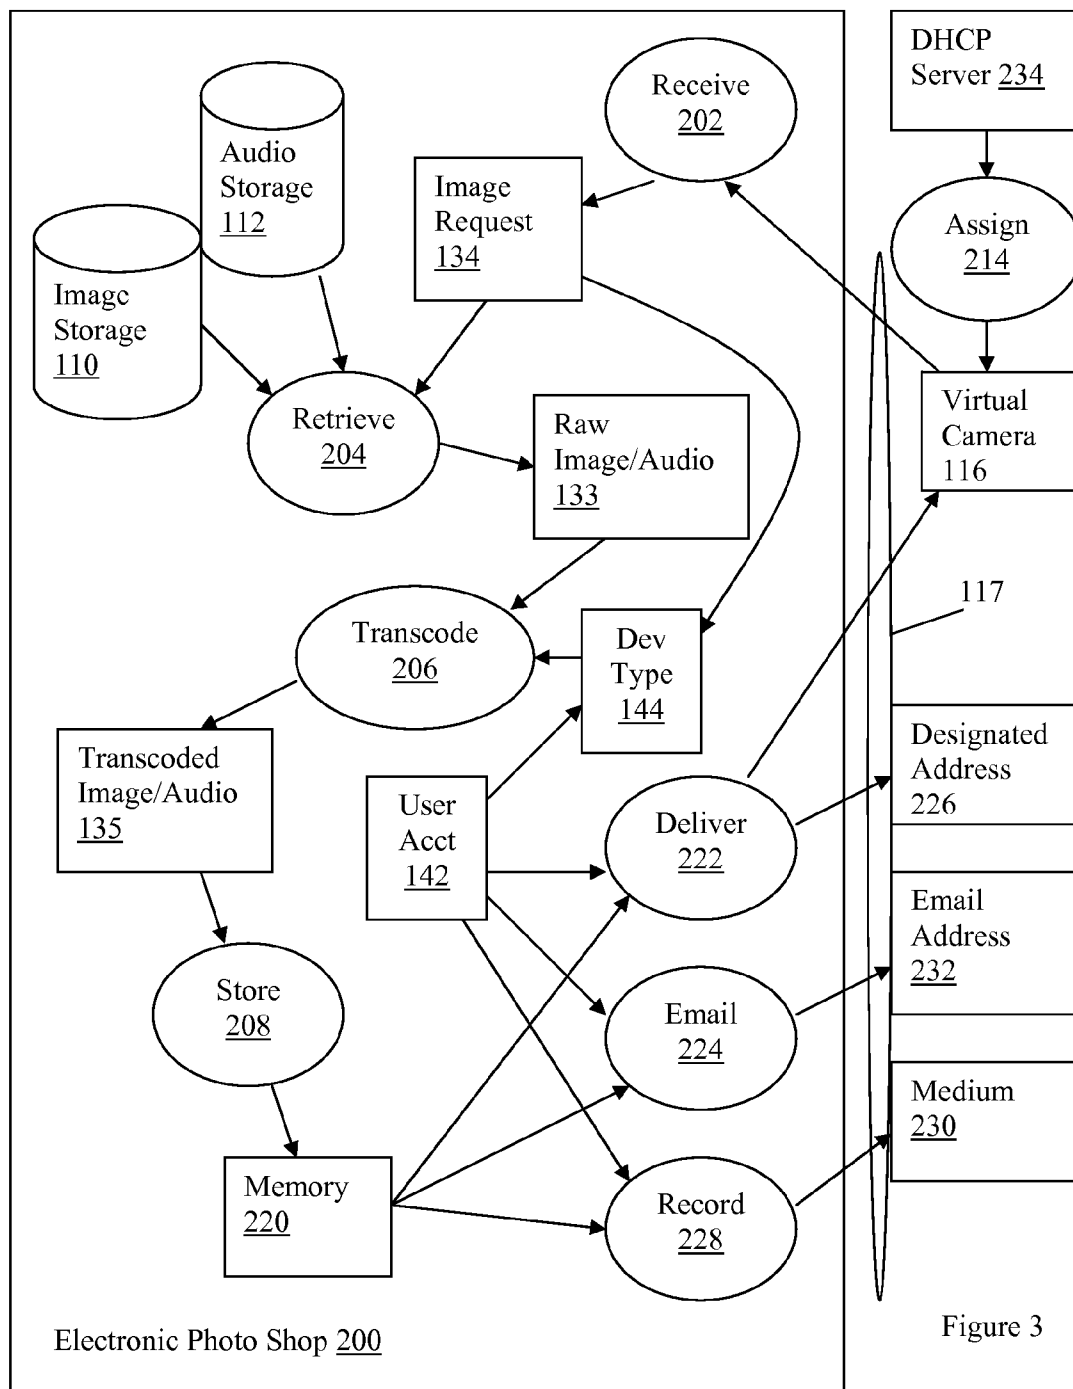 DHCP
Server 234
Receive
202
Audio
Storage
112
Image
Request
134
Assign
214
Image
Storage
110
Retrieve
204
Raw
Image/Audio
133
Virtual
Camera
116
117
Transcode
206
Dev
Type
144
Transcoded
Image/Audio
135
User
Acct
142
Deliver
222
Designated
Address
226
Email
Address
232
Store
208
Email
224
Medium
230
Memory
220
Record
228
Electronic Photo Shop 200
Figure 3